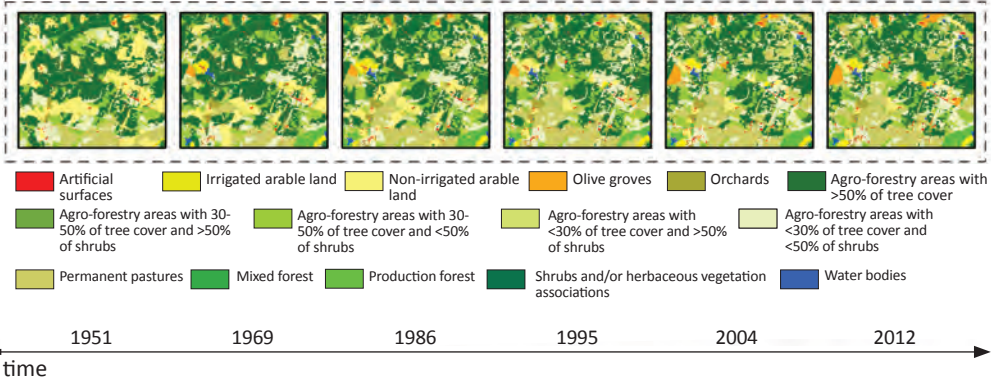 Artificial surfaces
Irrigated arable land
Non-irrigated arable land
Olive groves
Orchards
Agro-forestry areas with >50% of tree cover
Agro-forestry areas with 30-50% of tree cover and >50% of shrubs
Agro-forestry areas with 30-50% of tree cover and <50% of shrubs
Agro-forestry areas with <30% of tree cover and >50% of shrubs
Agro-forestry areas with <30% of tree cover and <50% of shrubs
Permanent pastures
Mixed forest
Production forest
Shrubs and/or herbaceous vegetation associations
Water bodies
1951 1969 1986 1995 2004 2012
time